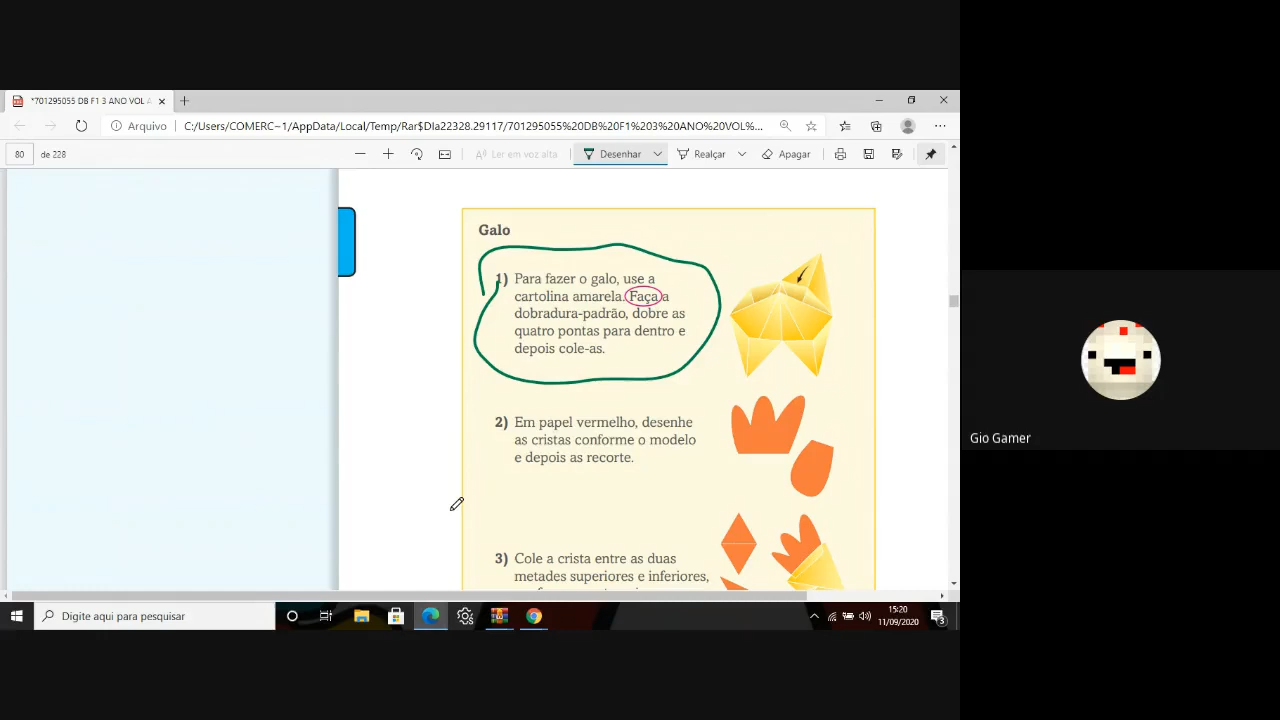 *701295055 DB F1 3 ANO VOL
Arquivo
C:/Users/COMERC~1/AppData/Local/Temp/Rar$DIa22328.29117/701295055%20DB%20F1%203%20ANO%20VOL%...
80 de 228
Ler em voz alta
Desenhar
Realçar
Apagar
Galo
1) Para fazer o galo, use a
cartolina amarela. Faça a
dobradura-padrão, dobre as
quatro pontas para dentro e
depois cole-as.
2) Em papel vermelho, desenhe
as cristas conforme o modelo
e depois as recorte.
3) Cole a crista entre as duas
metades superiores e inferiores,
Gio Gamer
Digite aqui para pesquisar
15:20
11/09/2020
3